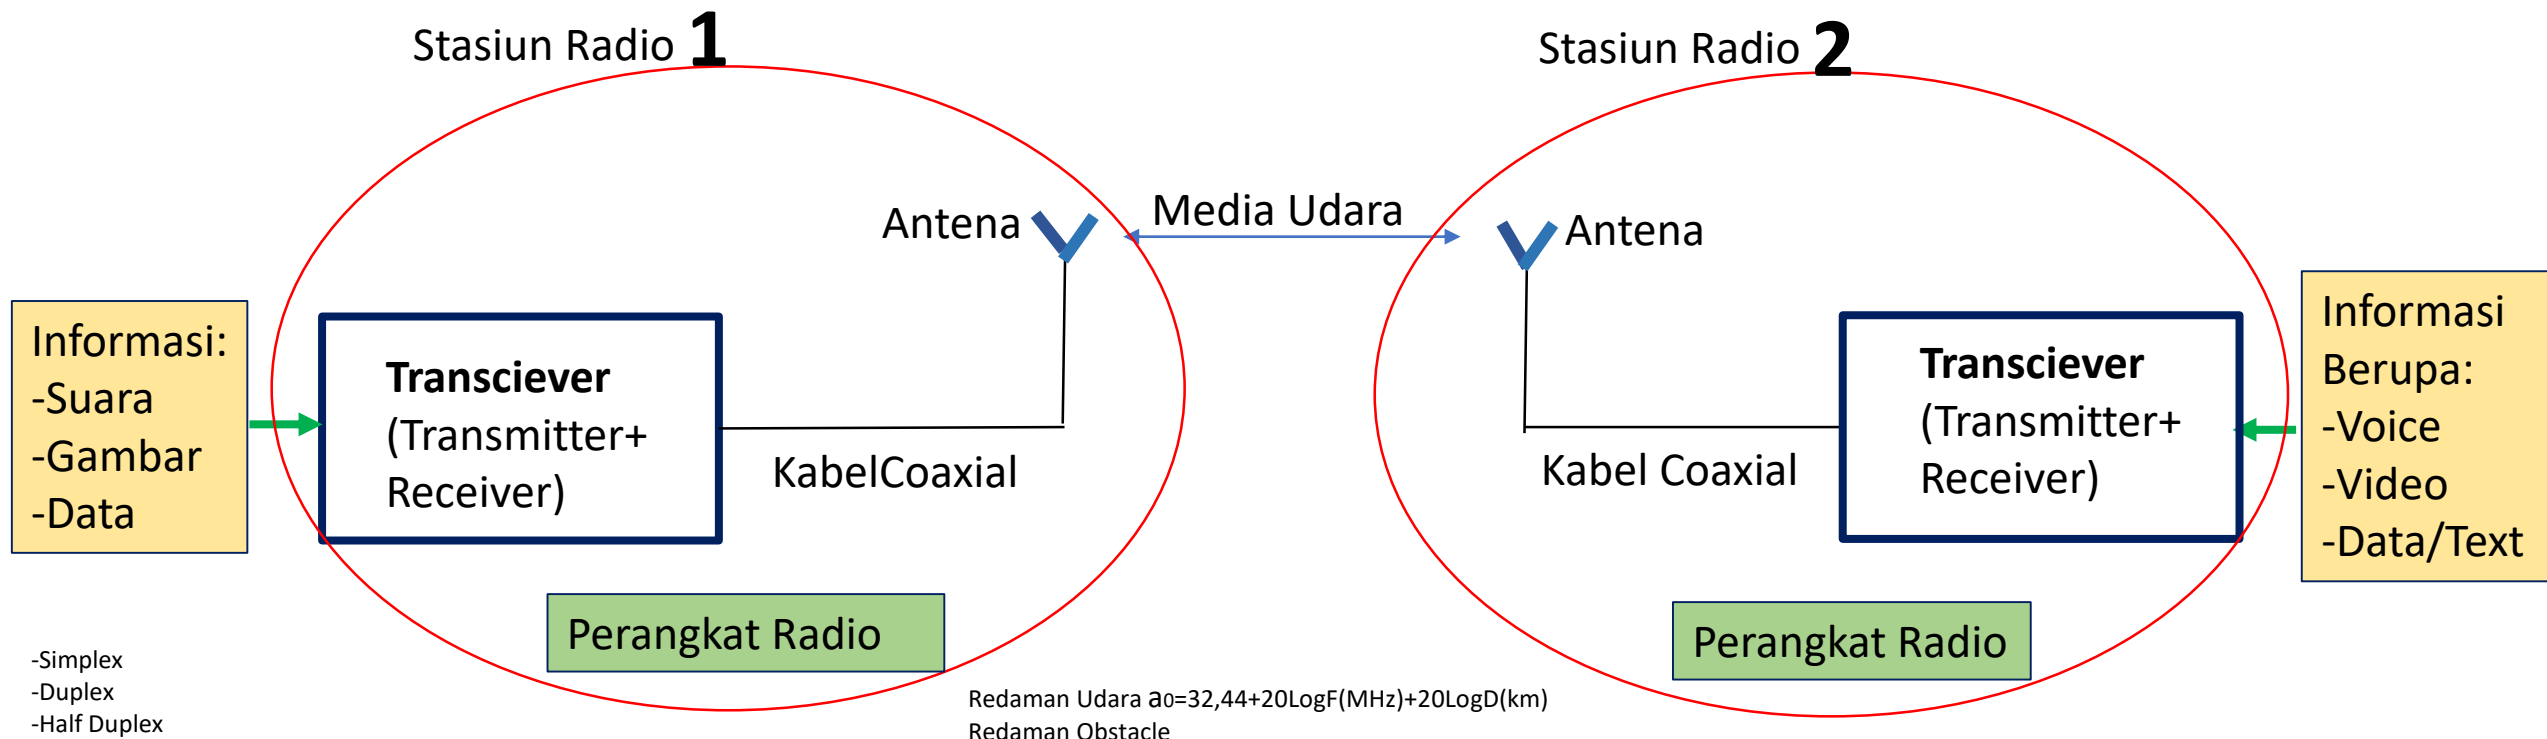 Stasiun Radio 1
Stasiun Radio 2
Antena
Media Udara
Antena
Informasi:
-Suara
-Gambar
-Data
Transciever
(Transmitter+
Receiver)
KabelCoaxial
Kabel Coaxial
Transciever
(Transmitter+
Receiver)
Informasi
Berupa:
-Voice
-Video
-Data/Text
Perangkat Radio
Perangkat Radio
-Simplex
-Duplex
-Half Duplex
Redaman Udara a0=32,44+20LogF(MHz)+20LogD(km)
Redaman Obstacle